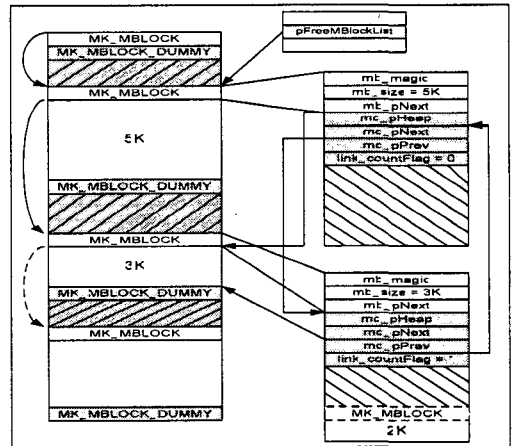 MK_MBLOCK
MK_MBLOCK_DUMMY
MK_MBLOCK
5K
MK_MBLOCK_DUMMY
MK_MBLOCK
3K
MK_MBLOCK_DUMMY
MK_MBLOCK
MK_MBLOCK_DUMMY
pFreeMBlockList
mt_magic
mt_size = 5K
mt_pNext
mc_pHeap
mc_pNext
mc_pPrev
link_countFlag = 0
mt_magic
mt_size = 3K
mt_pNext
mc_pHeap
mc_pNext
mc_pPrev
link_countFlag =
MK_MBLOCK
2K